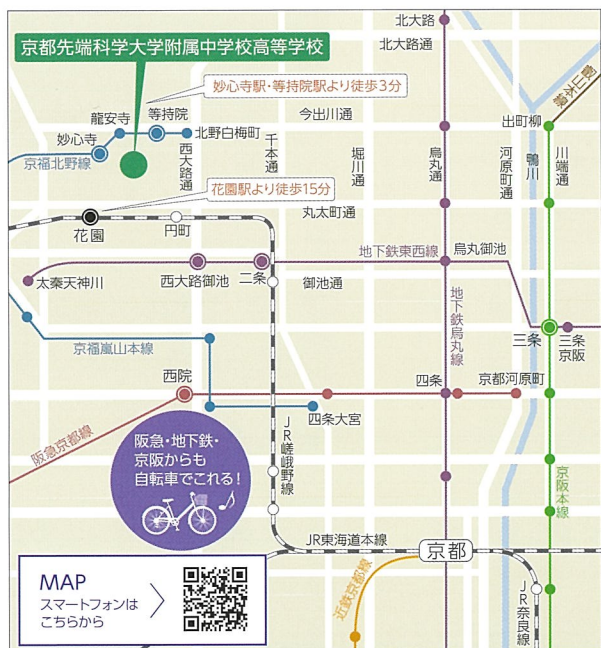 北大路
北大路通
京都先端科学大学附属中学校高等学校
叡山本線
妙心寺駅・等持院駅より徒歩3分
龍安寺
等持院
今出川通
出町柳
妙心寺
北野白梅町
京福北野線
西大路通
千本通
堀川通
烏丸通
河原町通
鴨川
川端通
花園駅より徒歩15分
丸太町通
花園
円町
地下鉄東西線
烏丸御池
太秦天神川
西大路御池
二条
御池通
地下鉄烏丸線
三条
三条京阪
京福嵐山本線
西院
四条
京都河原町
四条大宮
阪急京都線
阪急・地下鉄・
京阪からも
自転車でこれる!
JR嵯峨野線
京阪本線
JR東海道本線
京都
近鉄京都線
JR奈良線
MAP
スマートフォンは
こちらから